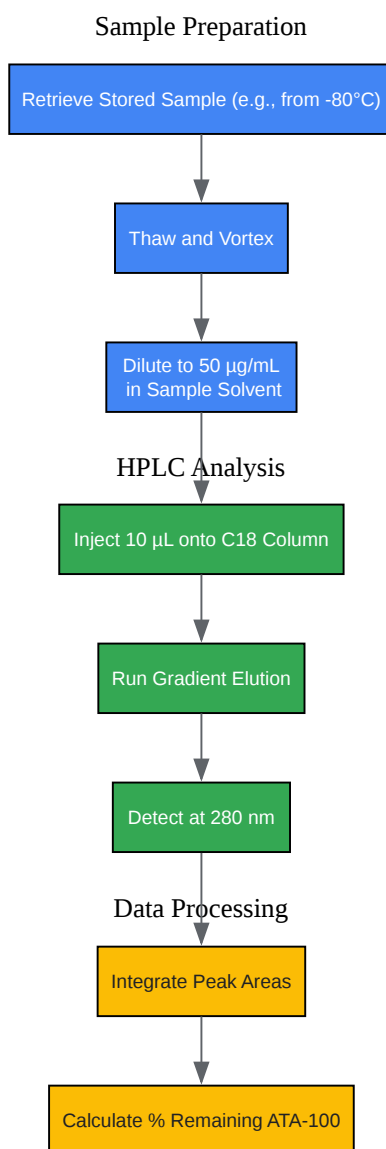 Sample Preparation
Retrieve Stored Sample (e.g., from -80°C)
Thaw and Vortex
Dilute to 50 µg/mL
in Sample Solvent
HPLC Analysis
Inject 10 µL onto C18 Column
Run Gradient Elution
Detect at 280 nm
Data Processing
Integrate Peak Areas
Calculate % Remaining ATA-100